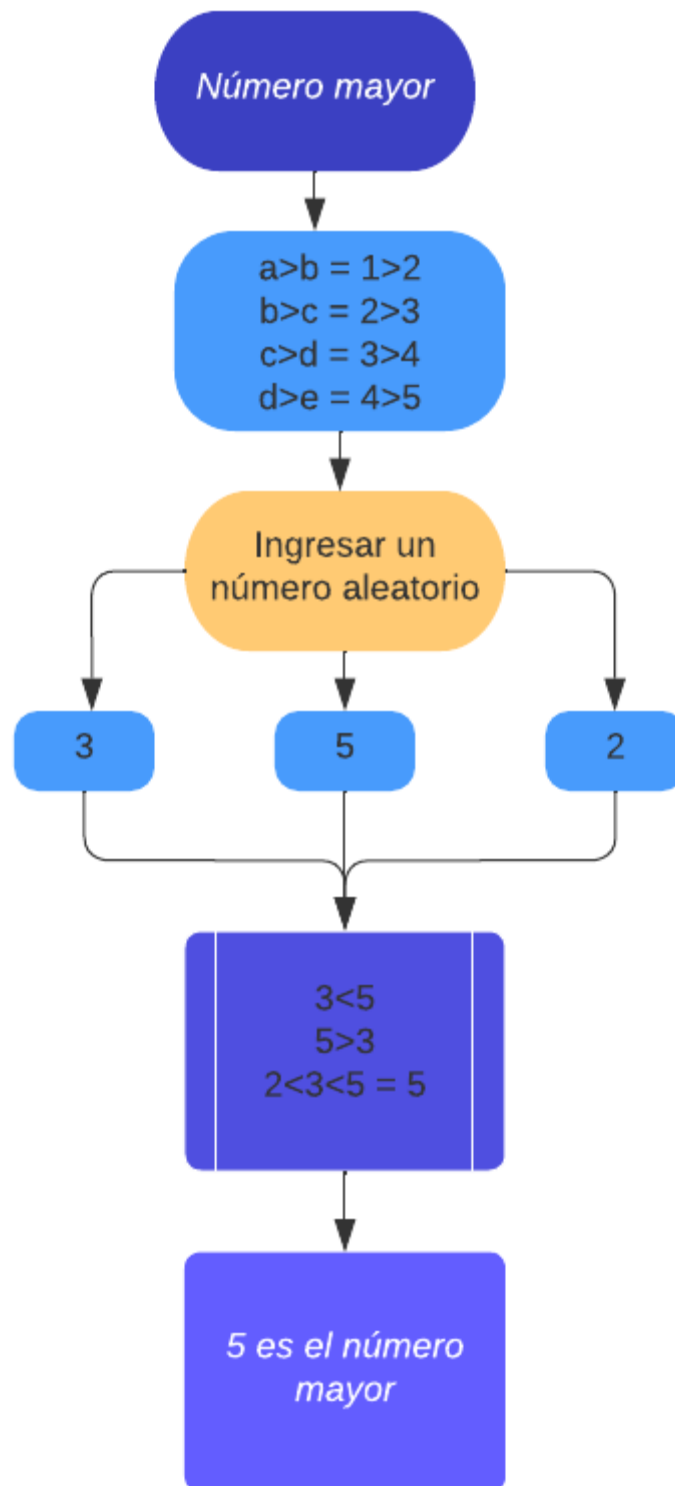 Número mayor
a>b = 1>2
b>c = 2>3
c>d = 3>4
d>e = 4>5
Ingresar un
número aleatorio
3
5
2
3<5
5>3
2<3<5 = 5
5 es el número
mayor